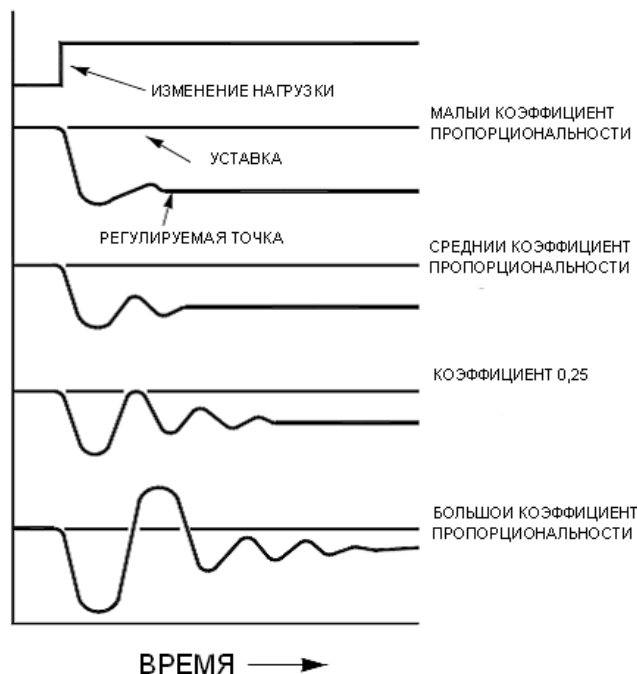 ИЗМЕНЕНИЕ НАГРУЗКИ
МАЛЫИ КОЭФФИЦИЕНТ
ПРОПОРЦИОНАЛЬНОСТИ
УСТАВКА
РЕГУЛИРУЕМАЯ ТОЧКА
СРЕДНИИ КОЭФФИЦИЕНТ
ПРОПОРЦИОНАЛЬНОСТИ
КОЭФФИЦИЕНТ 0,25
БОЛЬШОИ КОЭФФИЦИЕНТ
ПРОПОРЦИОНАЛЬНОСТИ
ВРЕМЯ